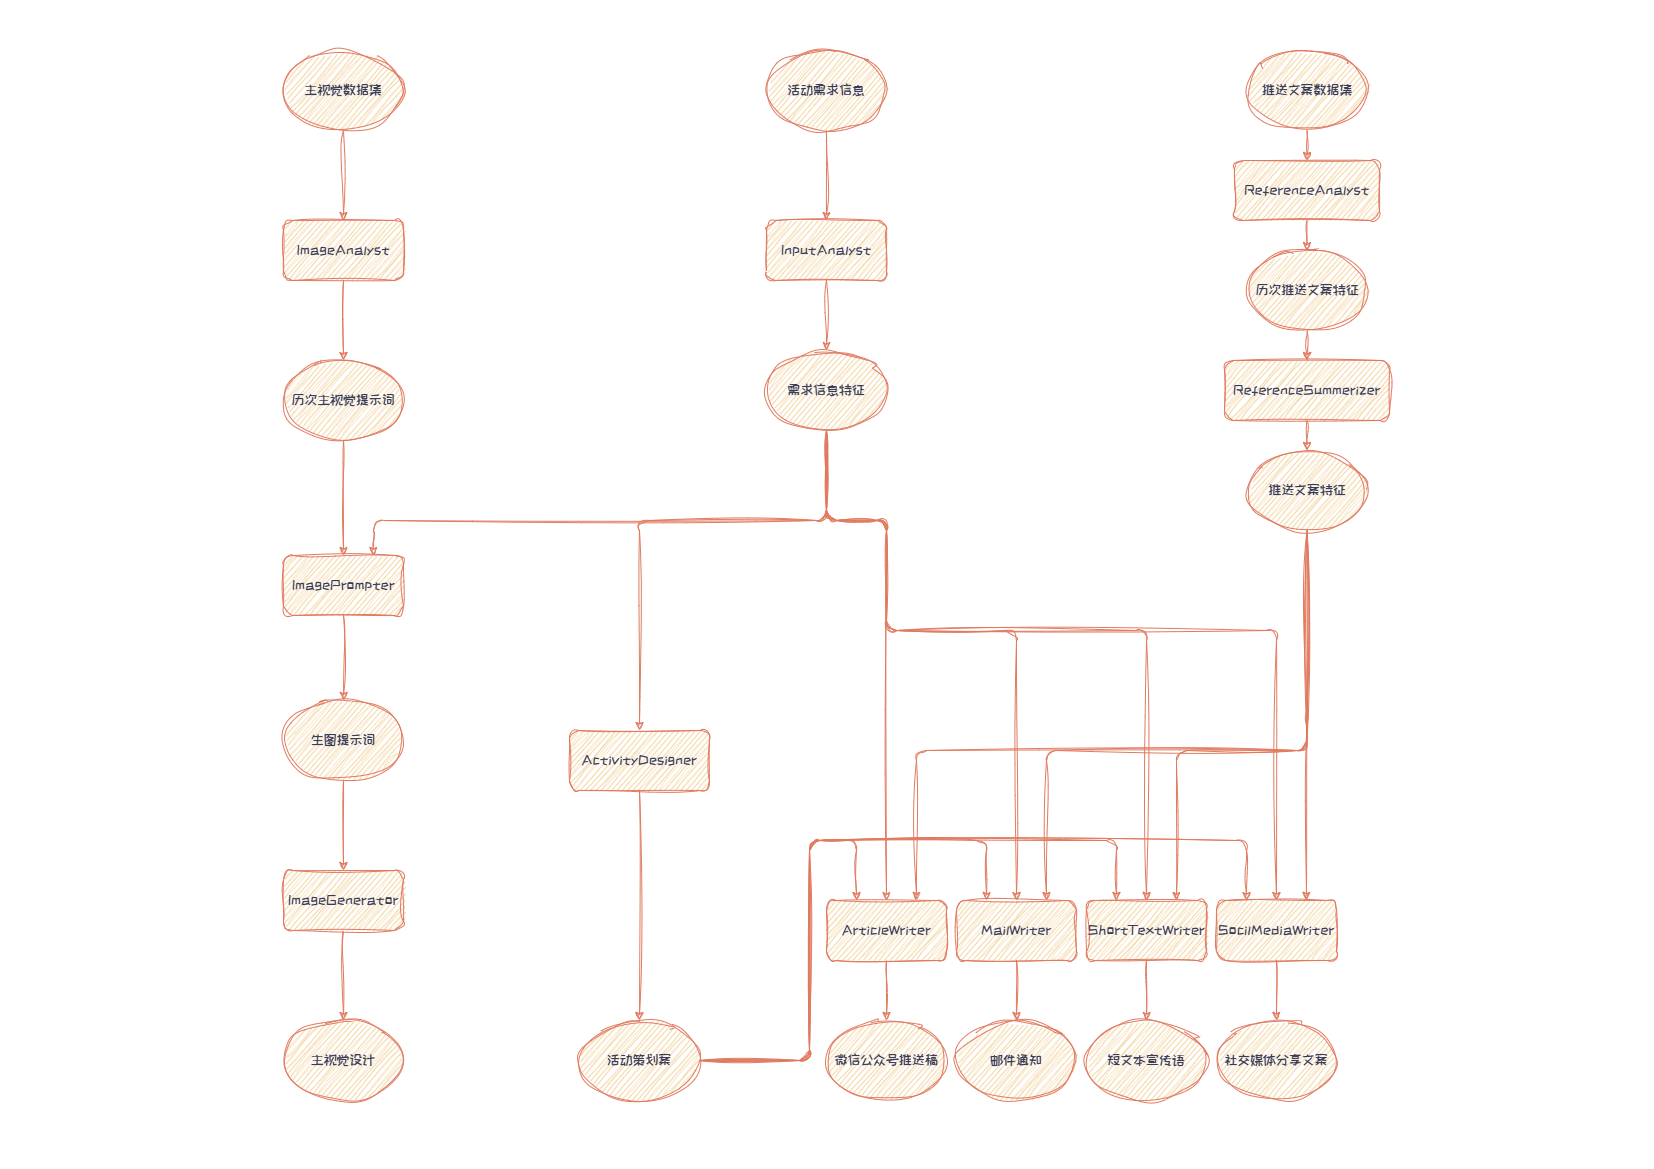 主视觉数据集
活动需求信息
推送文案数据集
ReferenceAnalyst
ImageAnalyst
InputAnalyst
历次推送文案特征
历次主视觉提示词
需求信息特征
ReferenceSummerizer
推送文案特征
ImagePrompter
生图提示词
ActivityDesigner
ImageGenerator
ArticleWriter
MailWriter
ShortTextWriter
SocilMediaWriter
主视觉设计
活动策划案
微信公众号推送稿
邮件通知
短文本宣传语
社交媒体分享文案